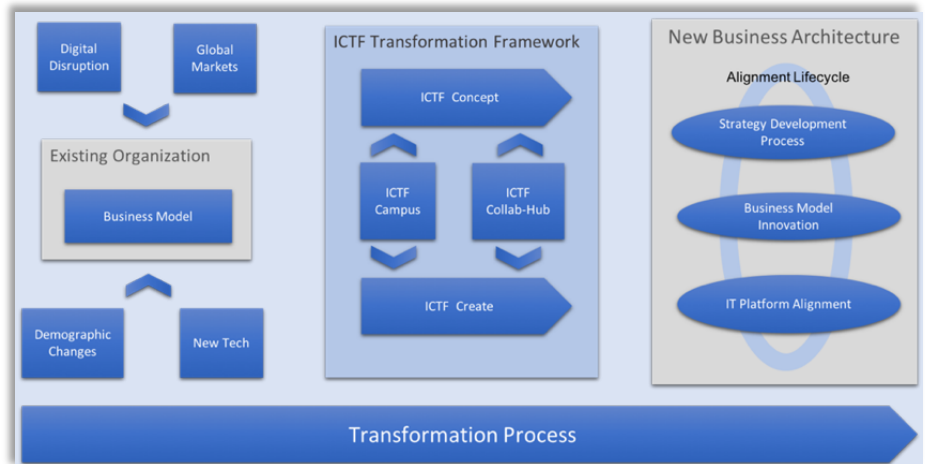 Digital
Disruption
Global
Markets
Existing Organization
Business Model
Demographic
Changes
New Tech
ICTF Transformation Framework
ICTF Concept
ICTF
Campus
ICTF
Collab-Hub
ICTF Create
New Business Architecture
Alignment Lifecycle
Strategy Development
Process
Business Model
Innovation
IT Platform Alignment
Transformation Process